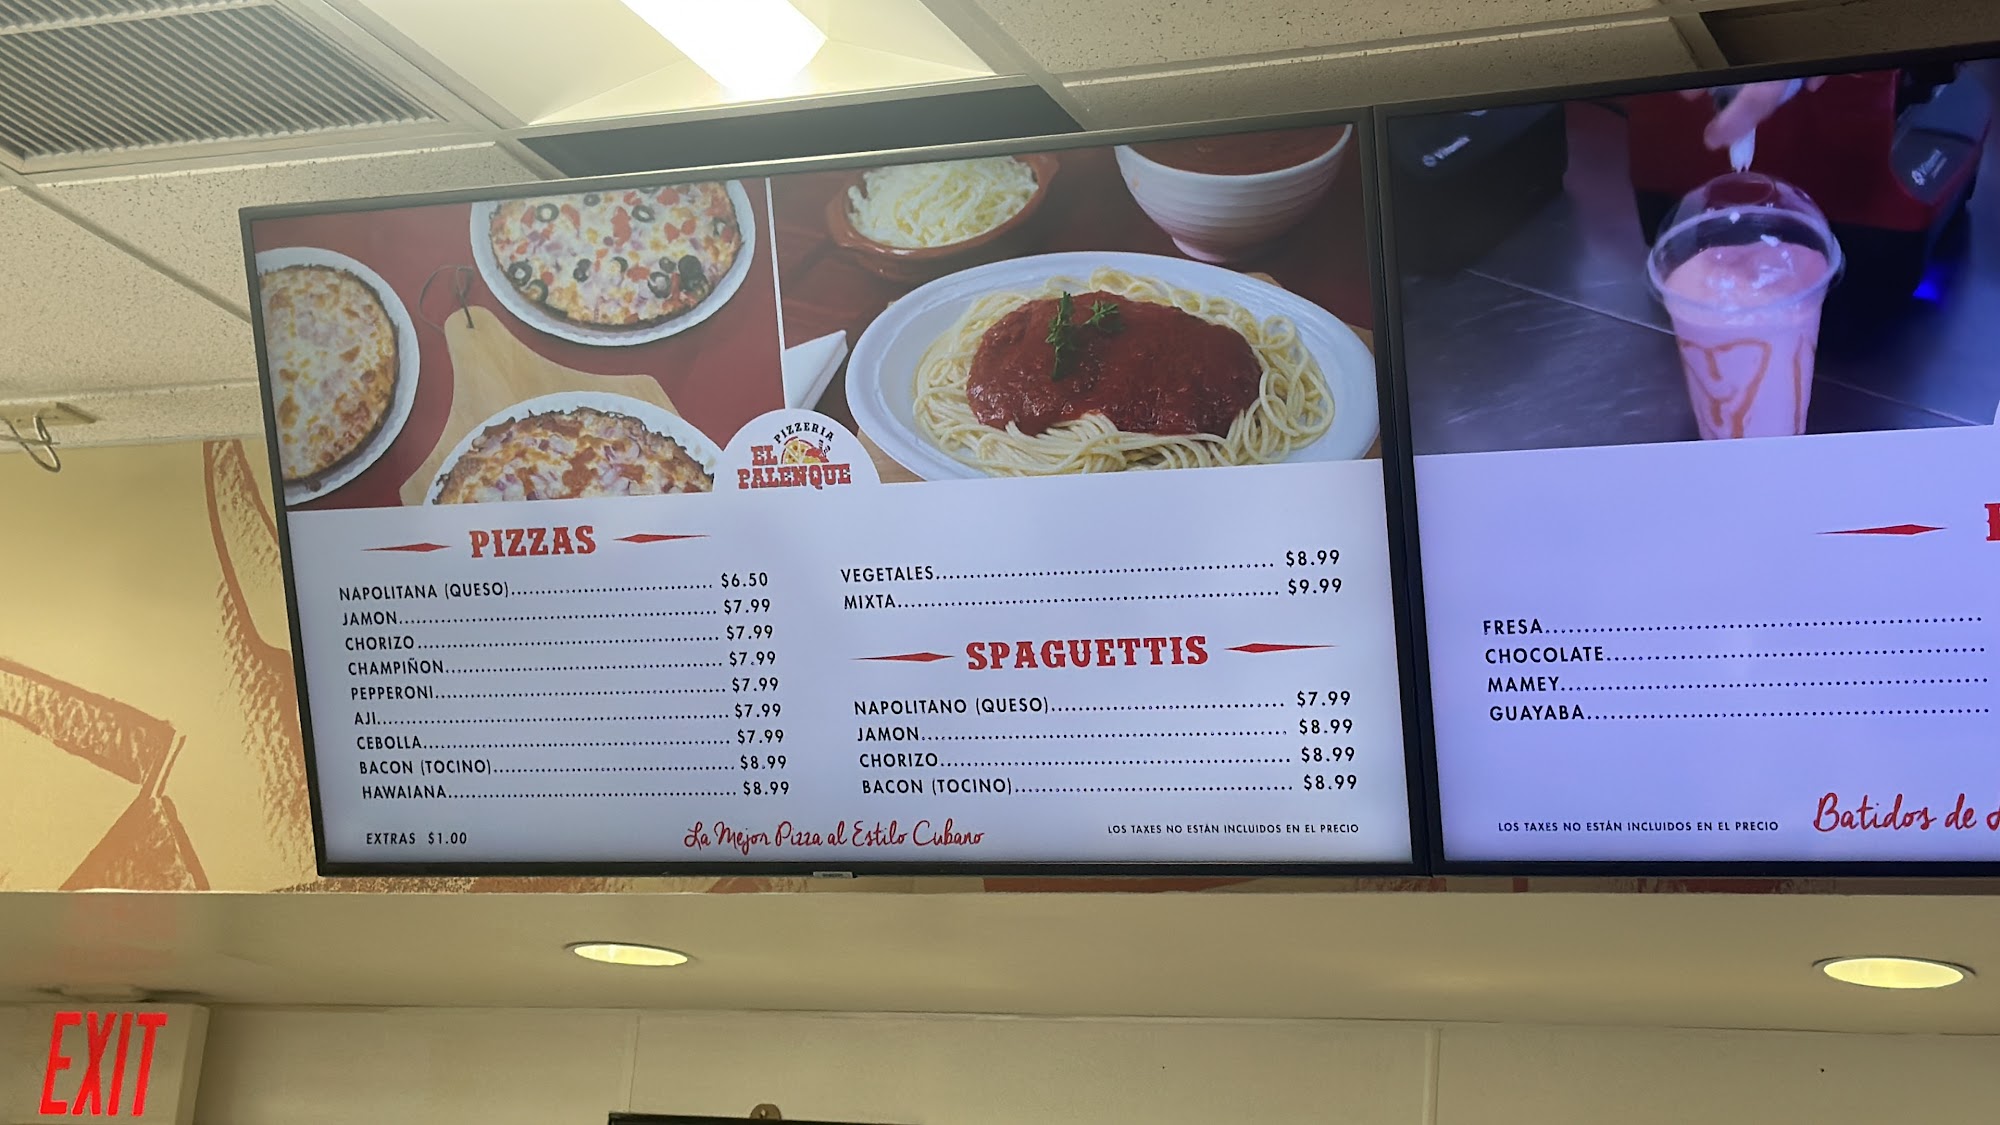 PIZZERIA
EL
PALENQUE
PIZZAS
NAPOLITANA (QUESO) $6.50
JAMON $7.99
CHORIZO $7.99
CHAMPIÑON $7.99
PEPPERONI $7.99
AJI $7.99
CEBOLLA $7.99
BACON (TOCINO) $8.99
HAWAIANA $8.99
EXTRAS $1.00
VEGETALES $8.99
MIXTA $9.99
SPAGUETTIS
NAPOLITANO (QUESO) $7.99
JAMON $8.99
CHORIZO $8.99
BACON (TOCINO) $8.99
La Mejor Pizza al Estilo Cubano
LOS TAXES NO ESTÁN INCLUIDOS EN EL PRECIO
Vitamix
FRESA
CHOCOLATE
MAMEY
GUAYABA
LOS TAXES NO ESTÁN INCLUIDOS EN EL PRECIO
Batidos de
EXIT